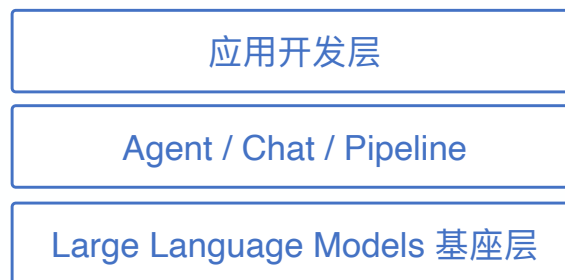 应用开发层
Agent / Chat / Pipeline
Large Language Models 基座层